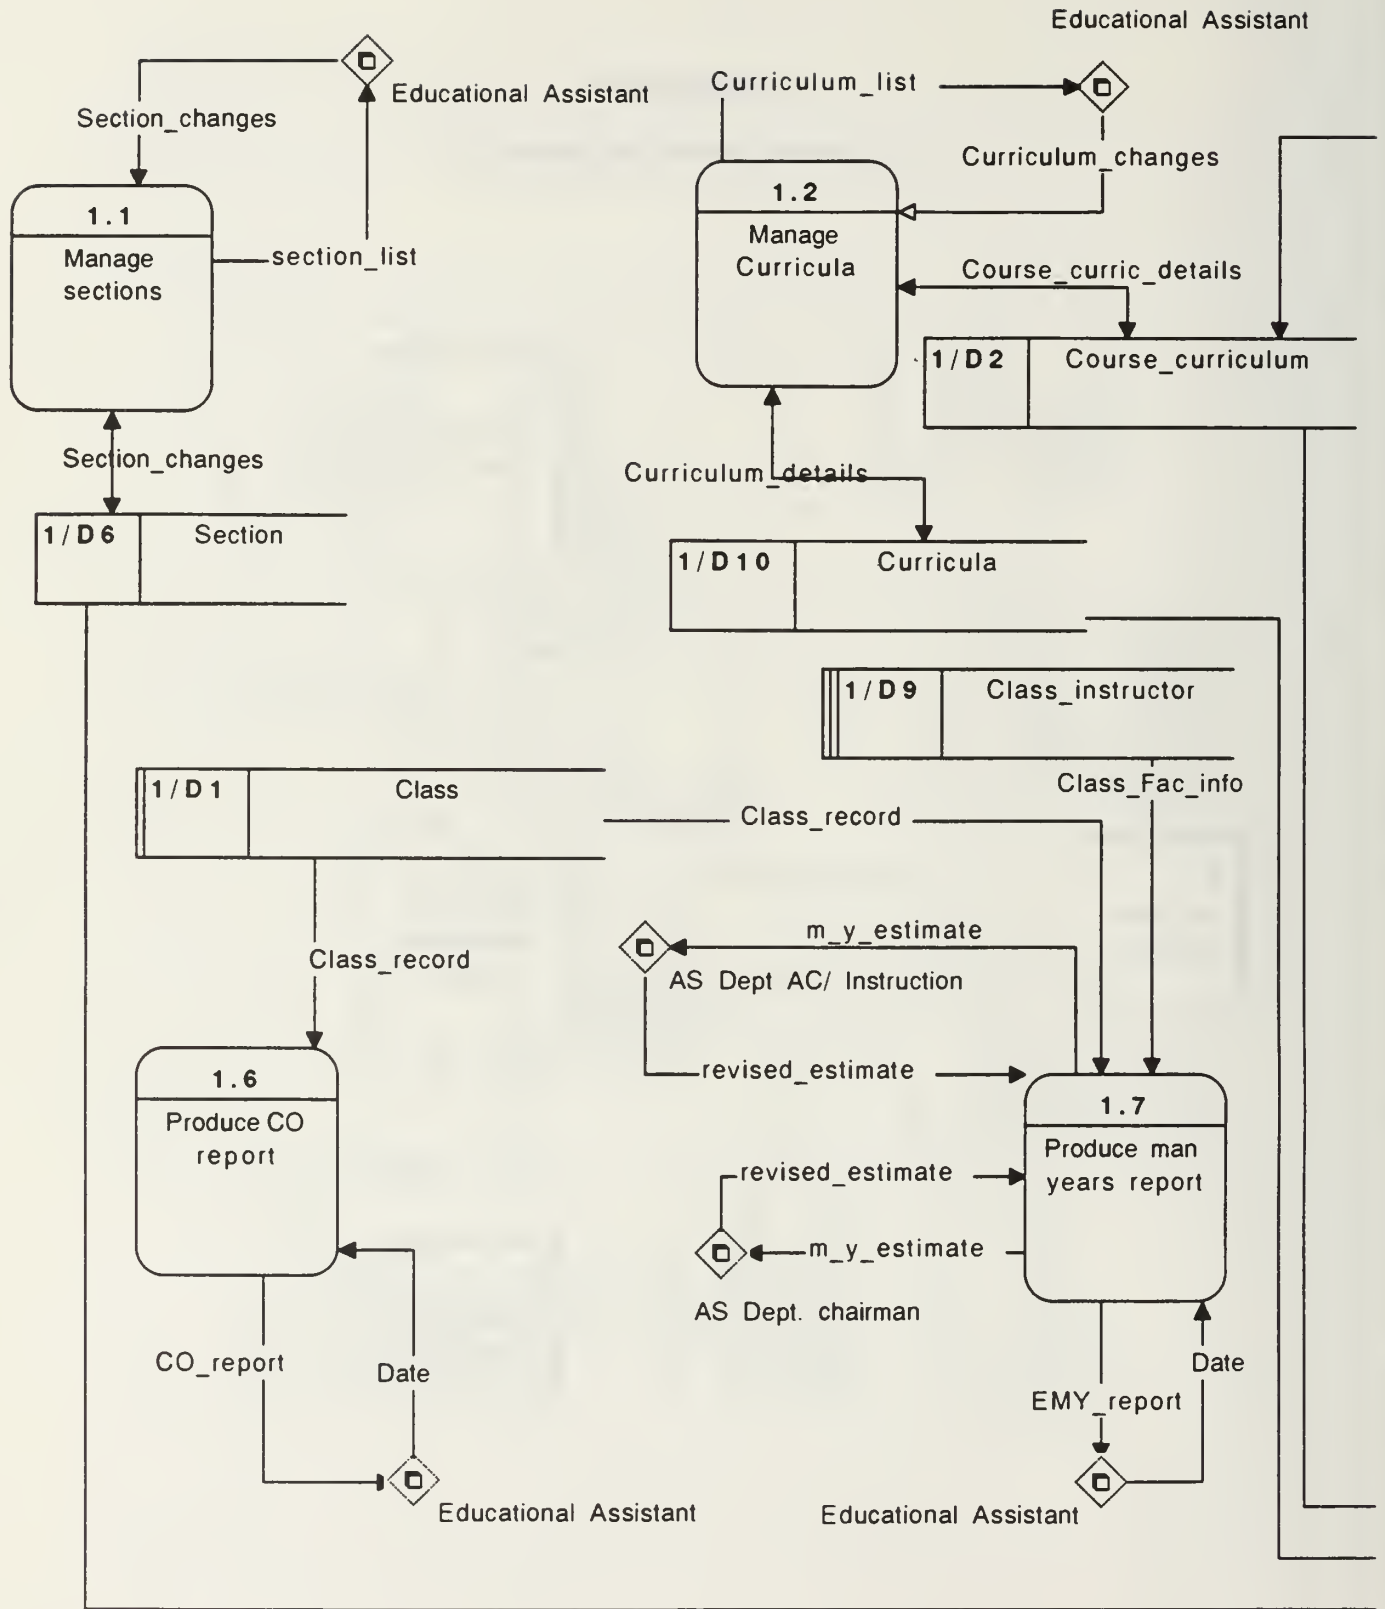 Educational Assistant
Educational Assistant
Section_changes
Curriculum_list
Curriculum_changes
1.1
Manage
sections
section_list
1.2
Manage
Curricula
Course_curric_details
1/D2 Course_curriculum
Section_changes
Curriculum_details
1/D6 Section
1/D10 Curricula
1/D9 Class_instructor
Class_Fac_info
1/D1 Class
Class_record
Class_record
m_y_estimate
AS Dept AC/ Instruction
revised_estimate
1.6
Produce CO
report
1.7
Produce man
years report
revised_estimate
m_y_estimate
AS Dept. chairman
CO_report
Date
Date
EMY_report
Educational Assistant
Educational Assistant